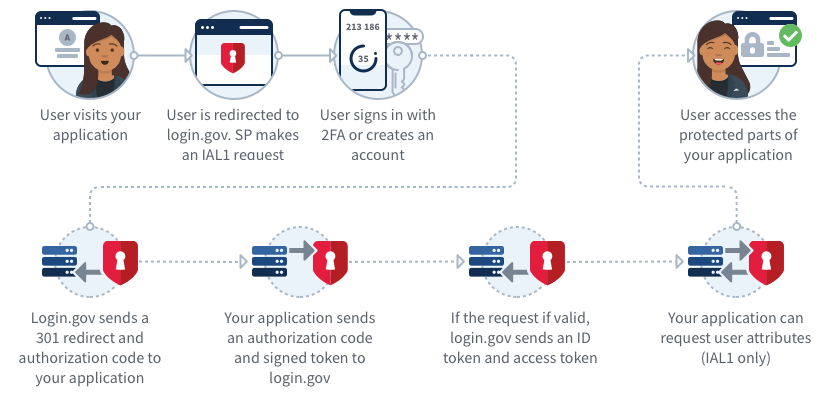 A
213 186
35
****
User visits your
application
User is redirected to
login.gov. SP makes
an IAL1 request
User signs in with
2FA or creates an
account
User accesses the
protected parts of
your application
Login.gov sends a
301 redirect and
authorization code to
your application
Your application sends
an authorization code
and signed token to
login.gov
If the request if valid,
login.gov sends an ID
token and access token
Your application can
request user attributes
(IAL1 only)